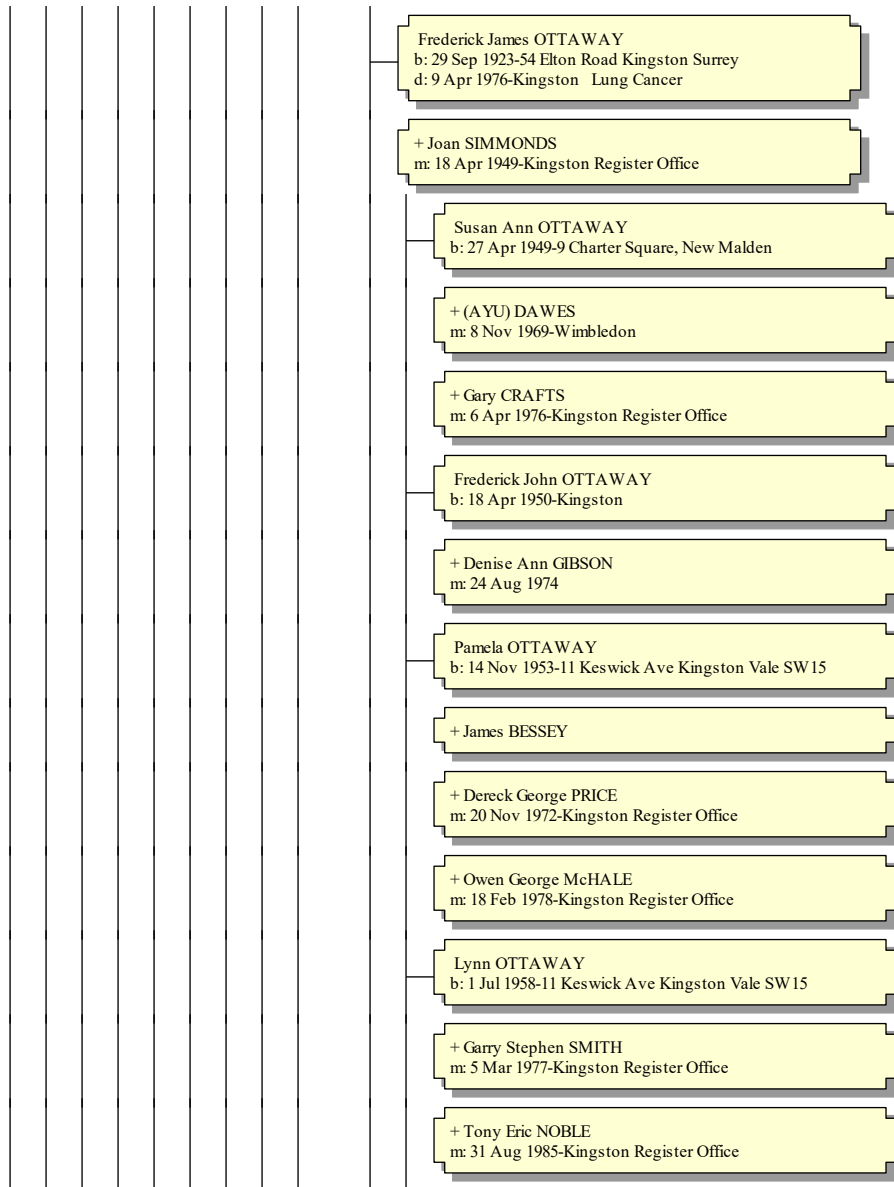 Frederick James OTTAWAY
b: 29 Sep 1923-54 Elton Road Kingston Surrey
d: 9 Apr 1976-Kingston   Lung Cancer
+ Joan SIMMONDS
m: 18 Apr 1949-Kingston Register Office
Susan Ann OTTAWAY
b: 27 Apr 1949-9 Charter Square, New Malden
+ (AYU) DAWES
m: 8 Nov 1969-Wimbledon
+ Gary CRAFTS
m: 6 Apr 1976-Kingston Register Office
Frederick John OTTAWAY
b: 18 Apr 1950-Kingston
+ Denise Ann GIBSON
m: 24 Aug 1974
Pamela OTTAWAY
b: 14 Nov 1953-11 Keswick Ave Kingston Vale SW15
+ James BESSEY
+ Dereck George PRICE
m: 20 Nov 1972-Kingston Register Office
+ Owen George McHALE
m: 18 Feb 1978-Kingston Register Office
Lynn OTTAWAY
b: 1 Jul 1958-11 Keswick Ave Kingston Vale SW15
+ Garry Stephen SMITH
m: 5 Mar 1977-Kingston Register Office
+ Tony Eric NOBLE
m: 31 Aug 1985-Kingston Register Office